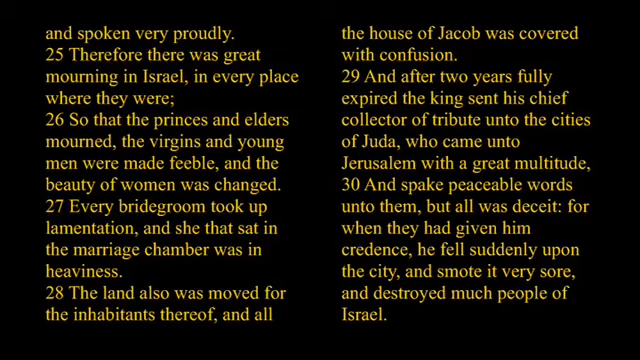 and spoken very proudly.
25 Therefore there was great
mourning in Israel, in every place
where they were;
26 So that the princes and elders
mourned, the virgins and young
men were made feeble, and the
beauty of women was changed.
27 Every bridegroom took up
lamentation, and she that sat in
the marriage chamber was in
heaviness.
28 The land also was moved for
the inhabitants thereof, and all
the house of Jacob was covered
with confusion.
29 And after two years fully
expired the king sent his chief
collector of tribute unto the cities
of Juda, who came unto
Jerusalem with a great multitude,
30 And spake peaceable words
unto them, but all was deceit: for
when they had given him
credence, he fell suddenly upon
the city, and smote it very sore,
and destroyed much people of
Israel.